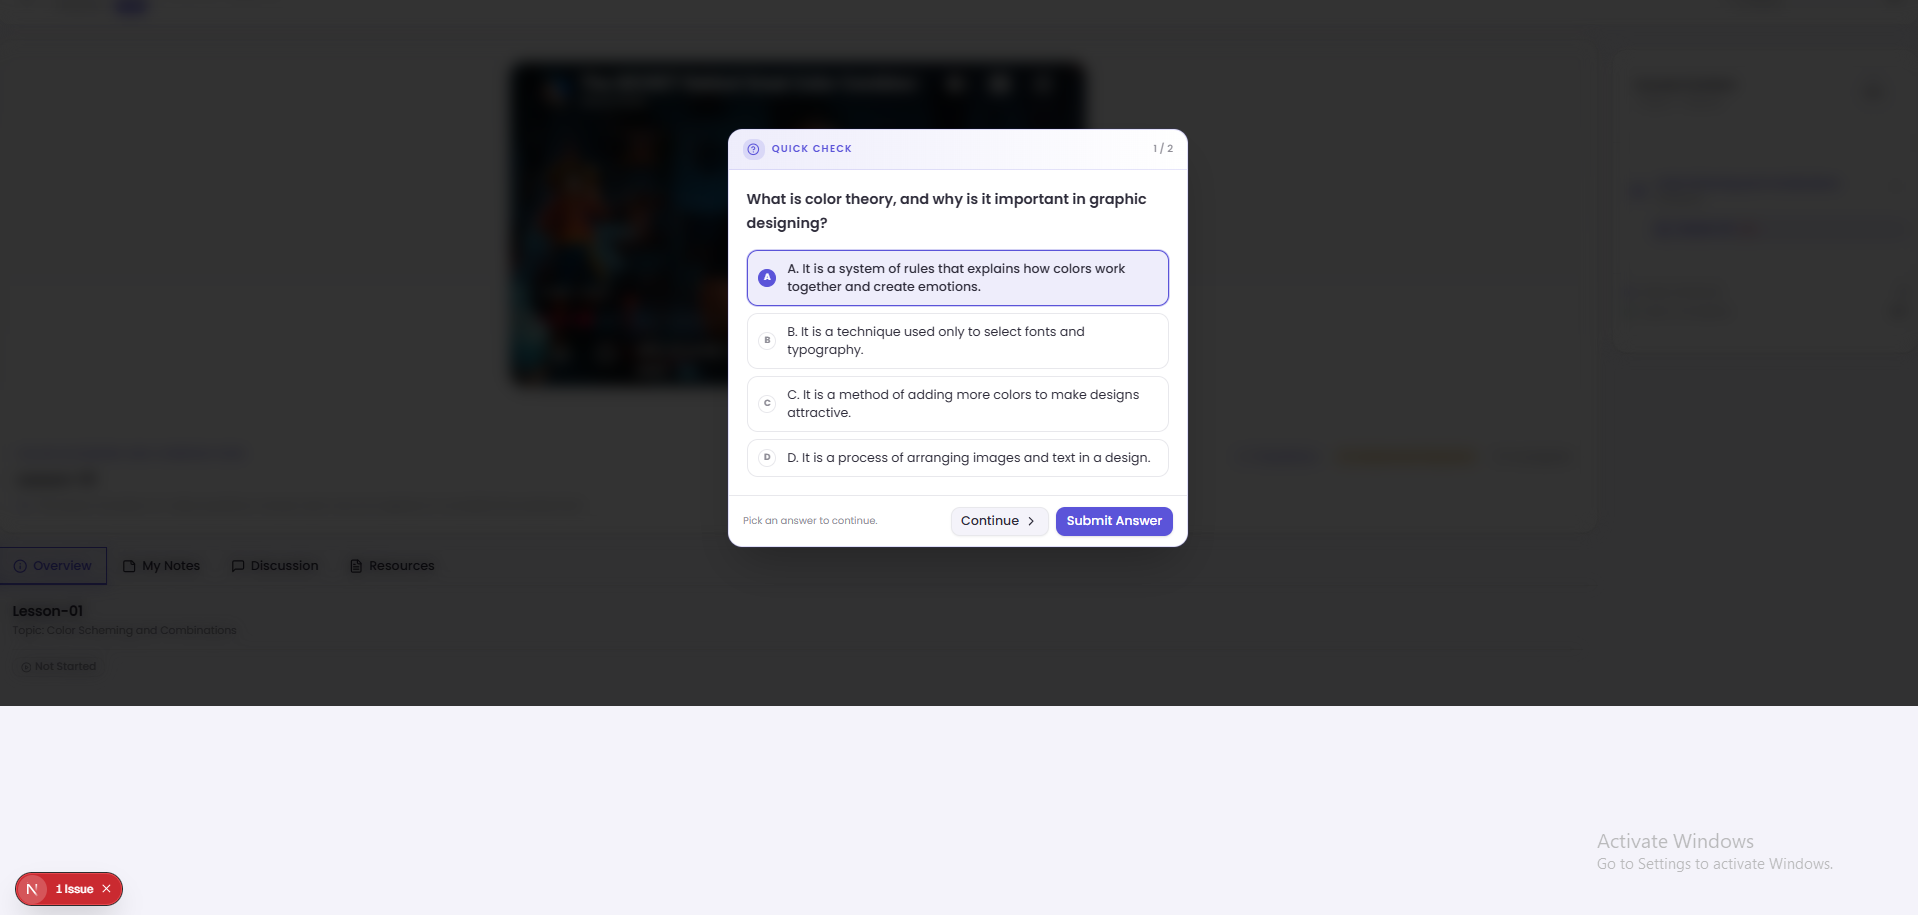 QUICK CHECK
1 / 2
What is color theory, and why is it important in graphic
designing?
A
A. It is a system of rules that explains how colors work
together and create emotions.
B
B. It is a technique used only to select fonts and
typography.
C
C. It is a method of adding more colors to make designs
attractive.
D
D. It is a process of arranging images and text in a design.
Pick an answer to continue.
Continue
Submit Answer
Overview
My Notes
Discussion
Resources
Lesson-01
Topic: Color Scheming and Combinations
Not Started
Activate Windows
Go to Settings to activate Windows.
N
1 Issue